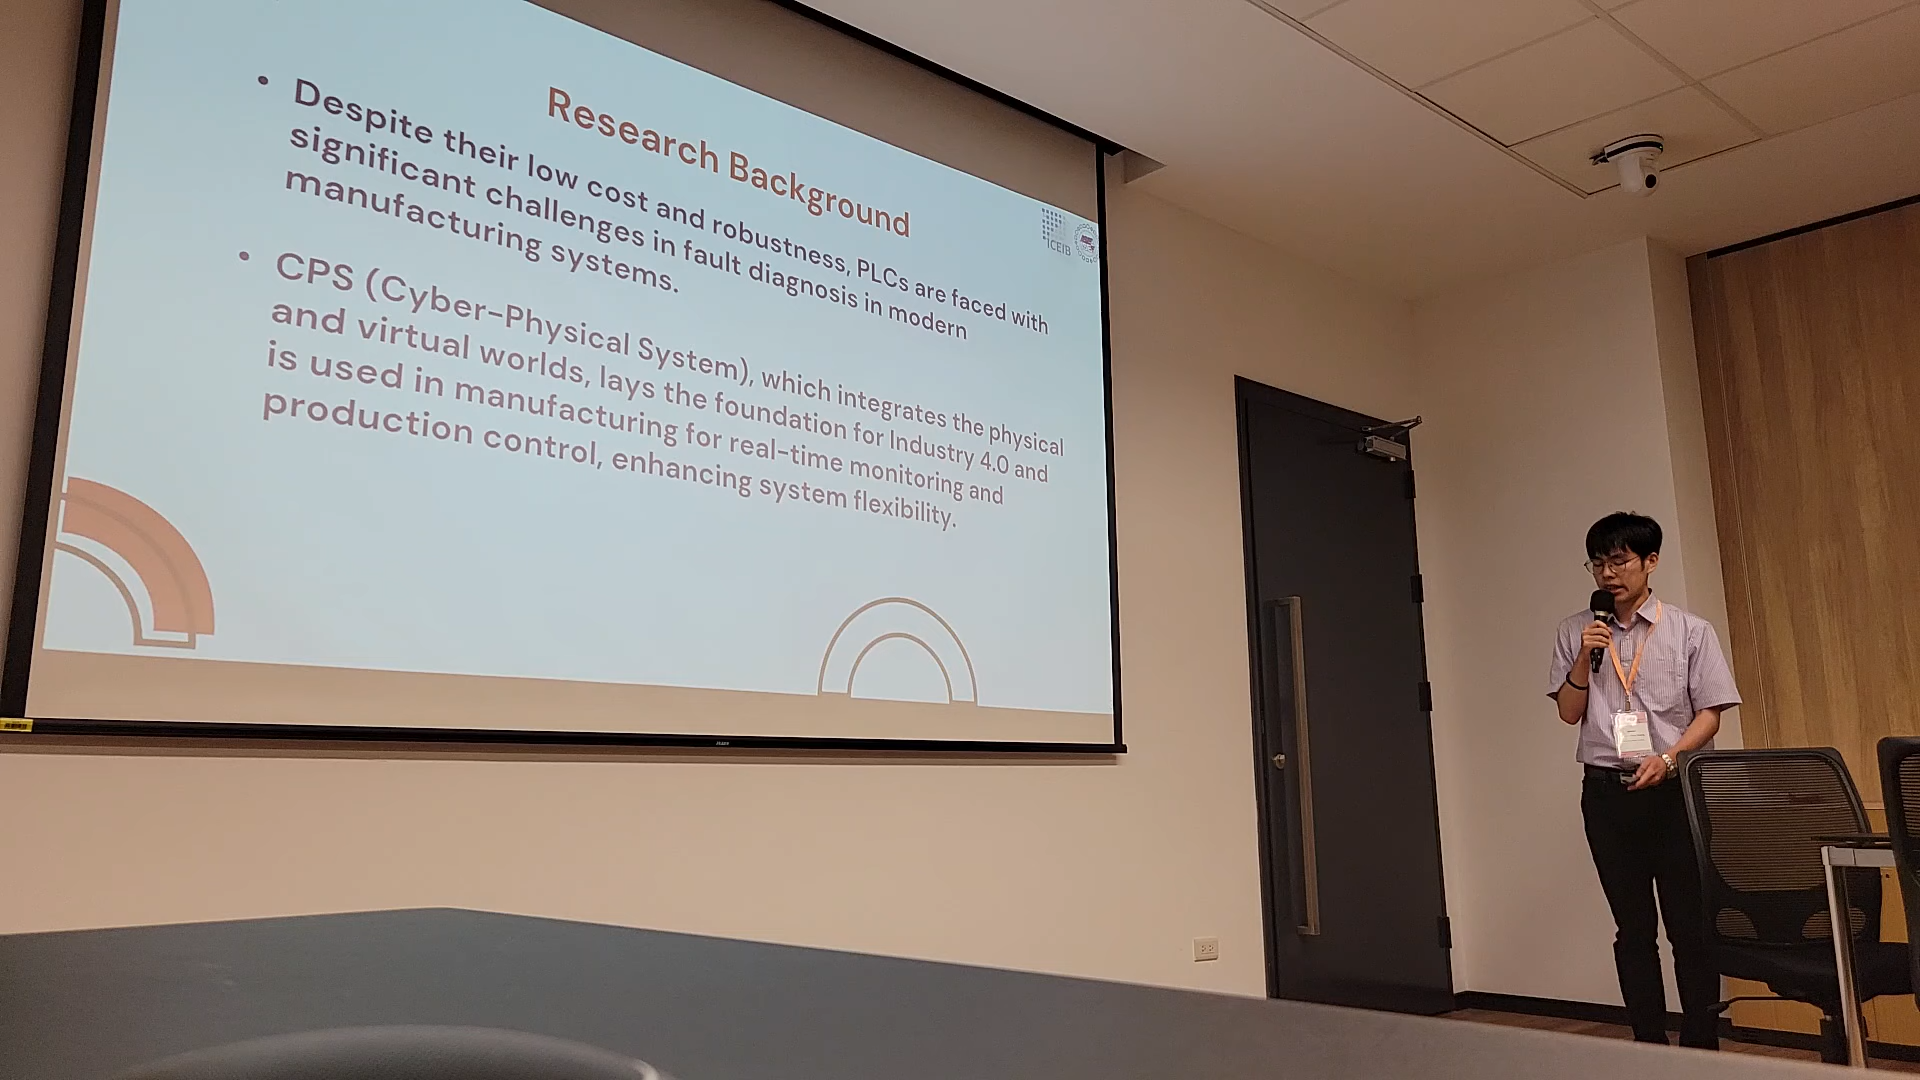 Research Background
• Despite their low cost and robustness, PLCs are faced with
significant challenges in fault diagnosis in modern
manufacturing systems.
• CPS (Cyber-Physical System), which integrates the physical
and virtual worlds, lays the foundation for Industry 4.0 and
is used in manufacturing for real-time monitoring and
production control, enhancing system flexibility.
ICEIB